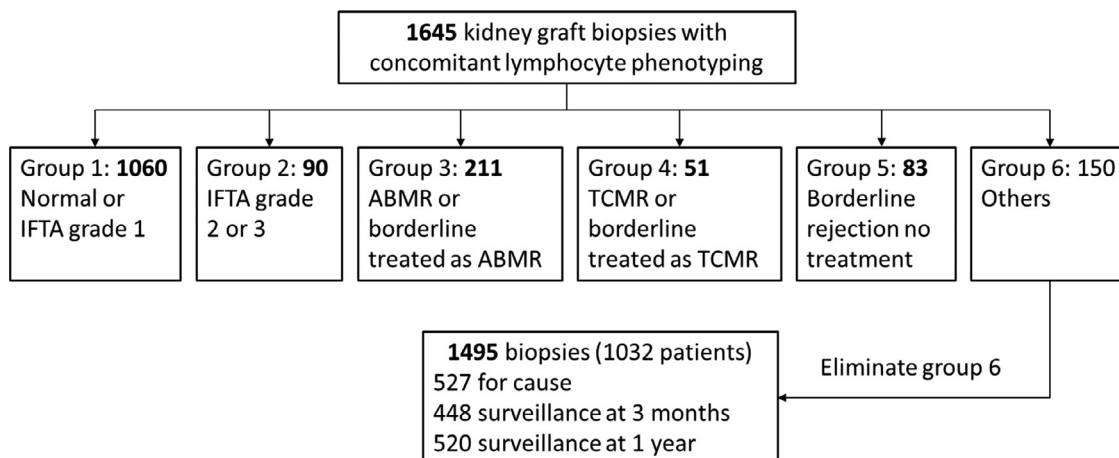 1645 kidney graft biopsies with
concomitant lymphocyte phenotyping
Group 1: 1060
Normal or
IFTA grade 1
Group 2: 90
IFTA grade
2 or 3
Group 3: 211
ABMR or
borderline
treated as ABMR
Group 4: 51
TCMR or
borderline
treated as TCMR
Group 5: 83
Borderline
rejection no
treatment
Group 6: 150
Others
1495 biopsies (1032 patients)
527 for cause
448 surveillance at 3 months
520 surveillance at 1 year
Eliminate group 6